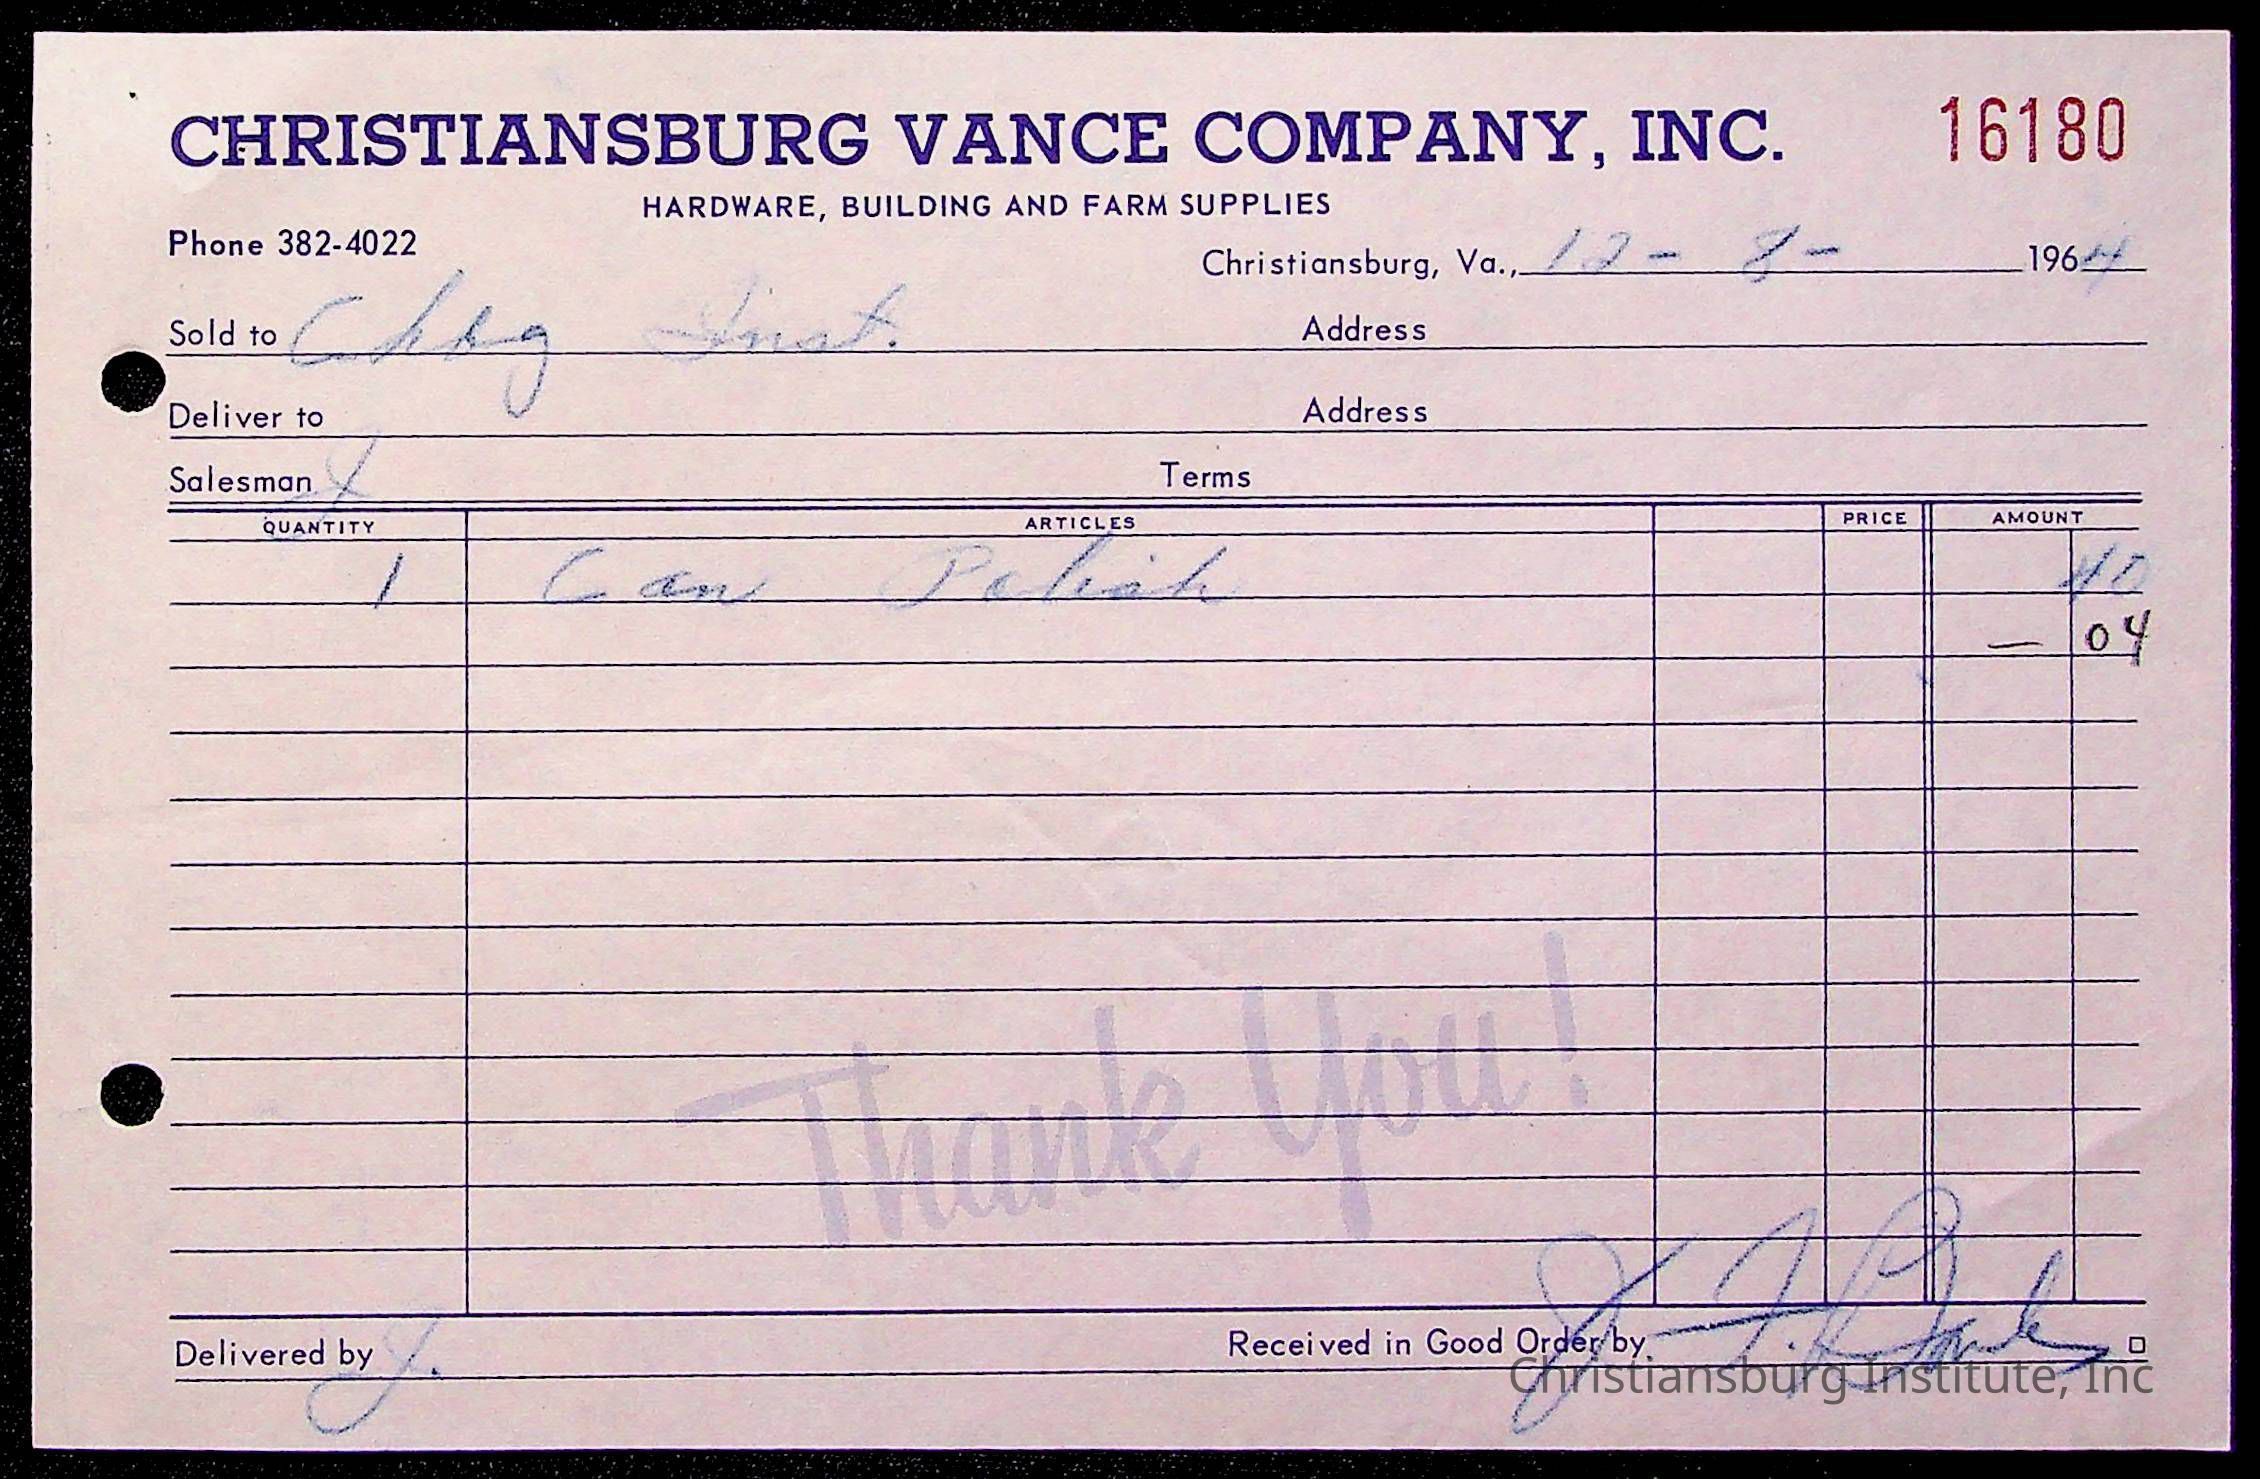 CHRISTIANSBURG VANCE COMPANY, INC. 16180
HARDWARE, BUILDING AND FARM SUPPLIES
Phone 382-4022
Christiansburg, Va., 12-8- 1964
Sold to Chbg Inst. Address
Deliver to Address
Salesman Terms
QUANTITY ARTICLES PRICE AMOUNT
1 Can Polish 40
— 04
Thank You!
Delivered by Received in Good Order by
Christiansburg Institute, Inc